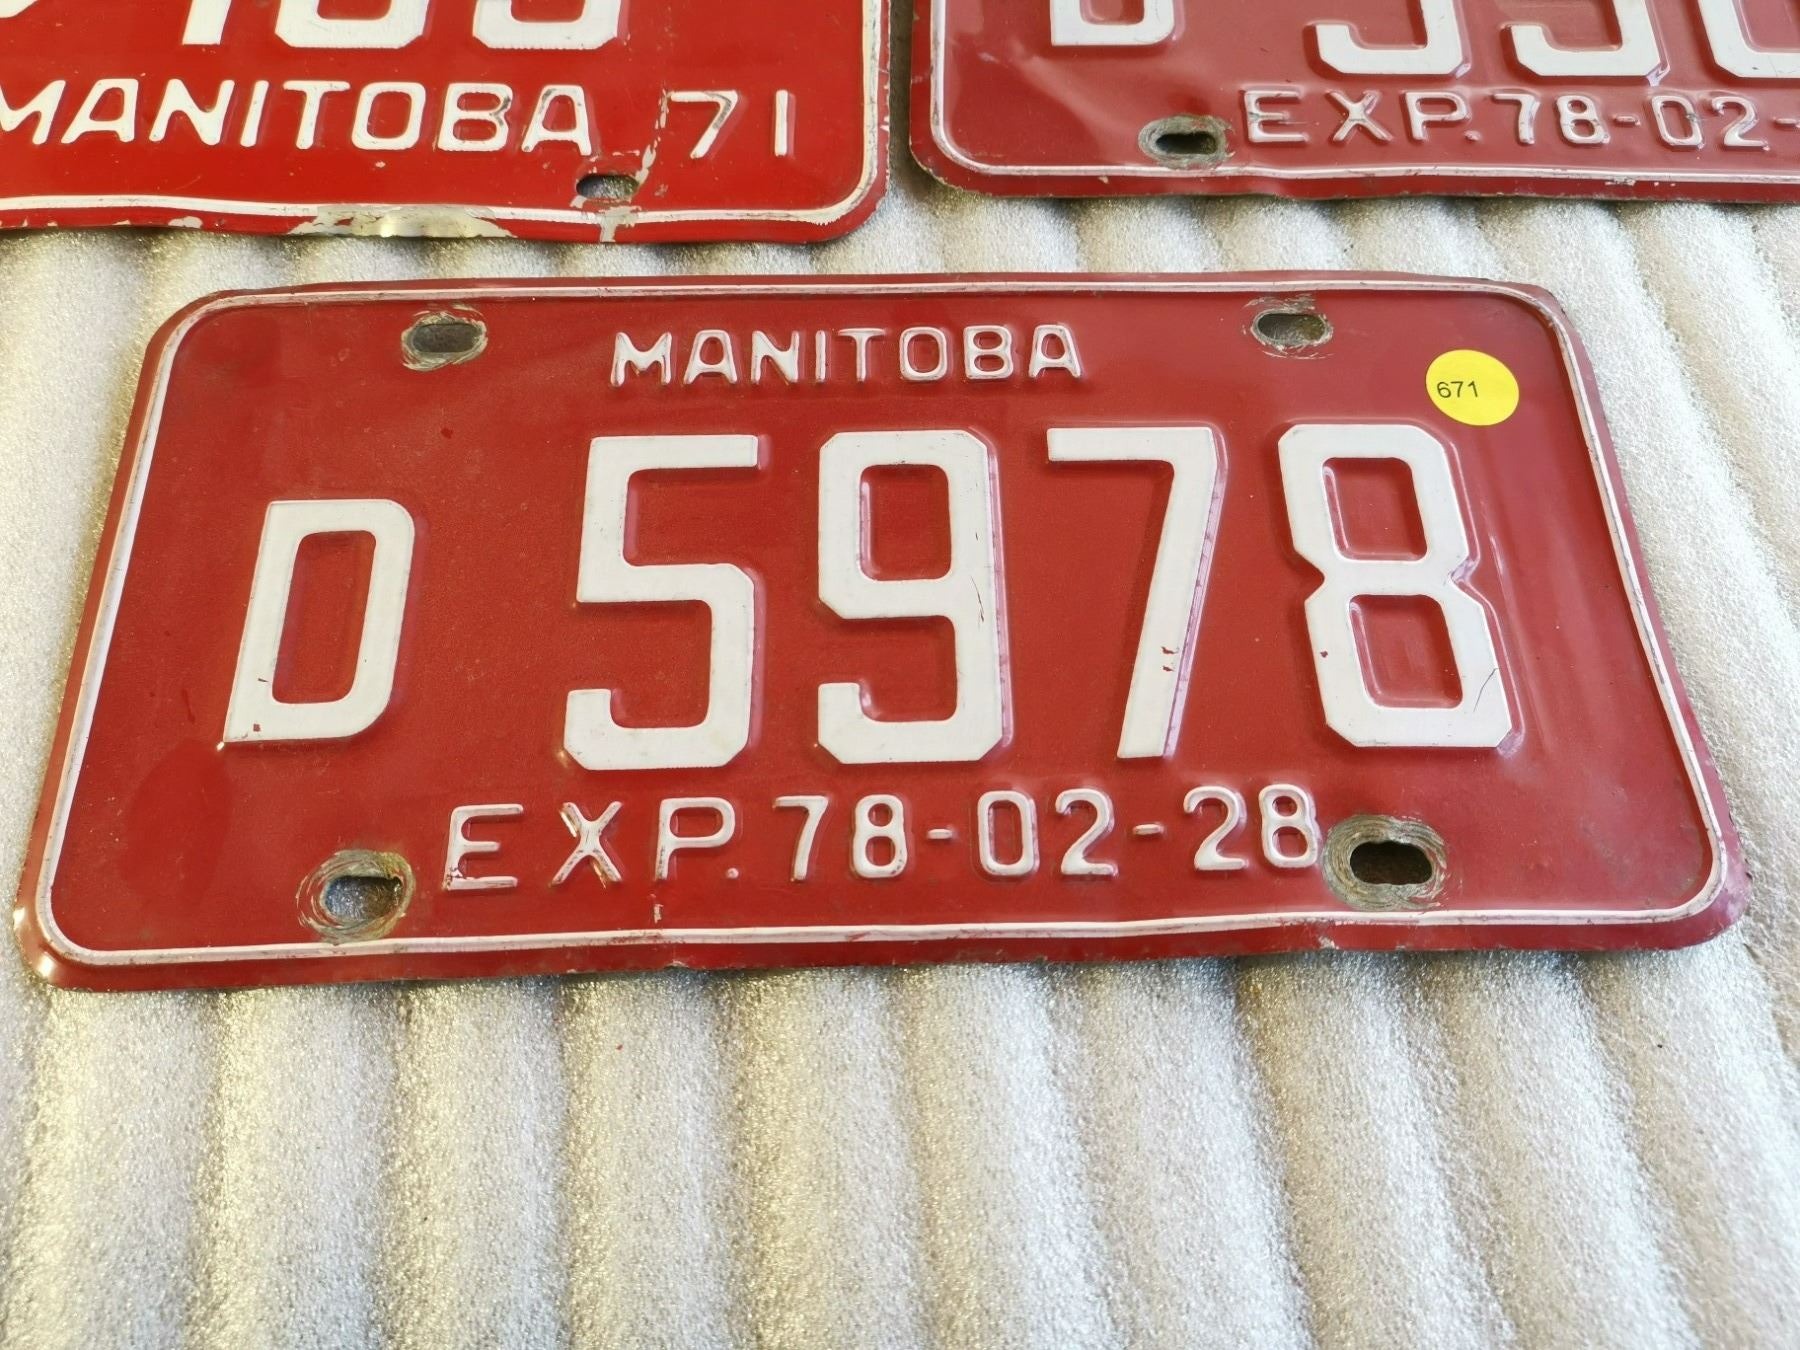 MANITOBA 71
EXP. 78-02-
MANITOBA
671
D 5978
EXP. 78-02-28